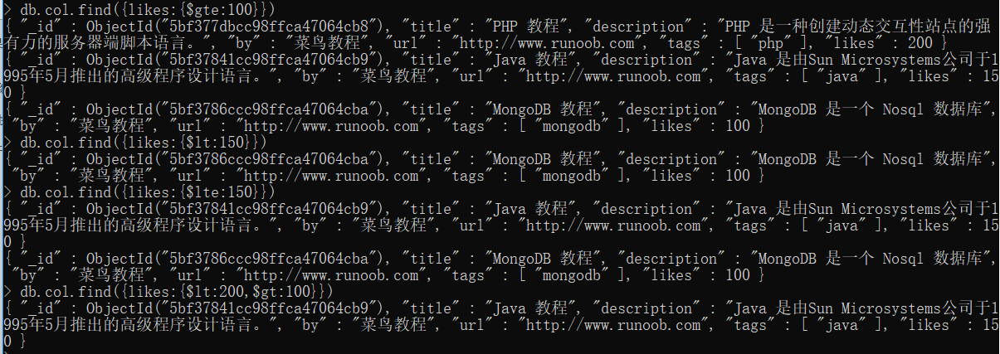 > db.col.find({likes:{$gte:100}})
{ "_id" : ObjectId("5bf377dbcc98ffca47064cb8"), "title" : "PHP 教程", "description" : "PHP 是一种创建动态交互性站点的强
有力的服务器端脚本语言。", "by" : "菜鸟教程", "url" : "http://www.runoob.com", "tags" : [ "php" ], "likes" : 200 }
{ "_id" : ObjectId("5bf37841cc98ffca47064cb9"), "title" : "Java 教程", "description" : "Java 是由Sun Microsystems公司于1
995年5月推出的高级程序设计语言。", "by" : "菜鸟教程", "url" : "http://www.runoob.com", "tags" : [ "java" ], "likes" : 15
0 }
{ "_id" : ObjectId("5bf3786ccc98ffca47064cba"), "title" : "MongoDB 教程", "description" : "MongoDB 是一个 Nosql 数据库",
"by" : "菜鸟教程", "url" : "http://www.runoob.com", "tags" : [ "mongodb" ], "likes" : 100 }
> db.col.find({likes:{$lt:150}})
{ "_id" : ObjectId("5bf3786ccc98ffca47064cba"), "title" : "MongoDB 教程", "description" : "MongoDB 是一个 Nosql 数据库",
"by" : "菜鸟教程", "url" : "http://www.runoob.com", "tags" : [ "mongodb" ], "likes" : 100 }
> db.col.find({likes:{$lte:150}})
{ "_id" : ObjectId("5bf37841cc98ffca47064cb9"), "title" : "Java 教程", "description" : "Java 是由Sun Microsystems公司于1
995年5月推出的高级程序设计语言。", "by" : "菜鸟教程", "url" : "http://www.runoob.com", "tags" : [ "java" ], "likes" : 15
0 }
{ "_id" : ObjectId("5bf3786ccc98ffca47064cba"), "title" : "MongoDB 教程", "description" : "MongoDB 是一个 Nosql 数据库",
"by" : "菜鸟教程", "url" : "http://www.runoob.com", "tags" : [ "mongodb" ], "likes" : 100 }
> db.col.find({likes:{$lt:200,$gt:100}})
{ "_id" : ObjectId("5bf37841cc98ffca47064cb9"), "title" : "Java 教程", "description" : "Java 是由Sun Microsystems公司于1
995年5月推出的高级程序设计语言。", "by" : "菜鸟教程", "url" : "http://www.runoob.com", "tags" : [ "java" ], "likes" : 15
0 }